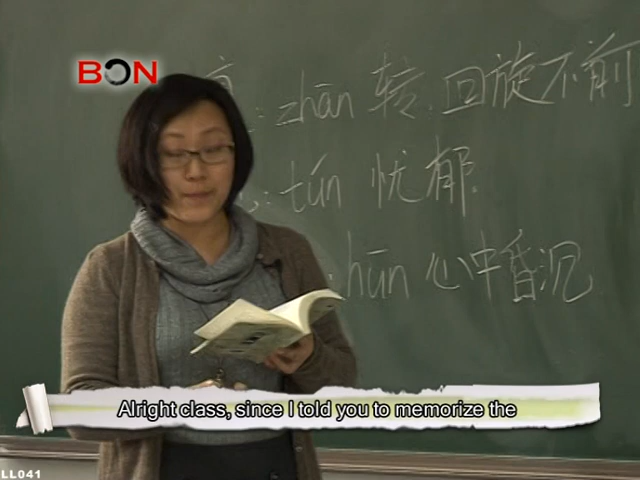 BON
: zhān 转、回旋不前
: tún 忧郁
: hūn 心中昏沉
Alright class, since I told you to memorize the
LL041